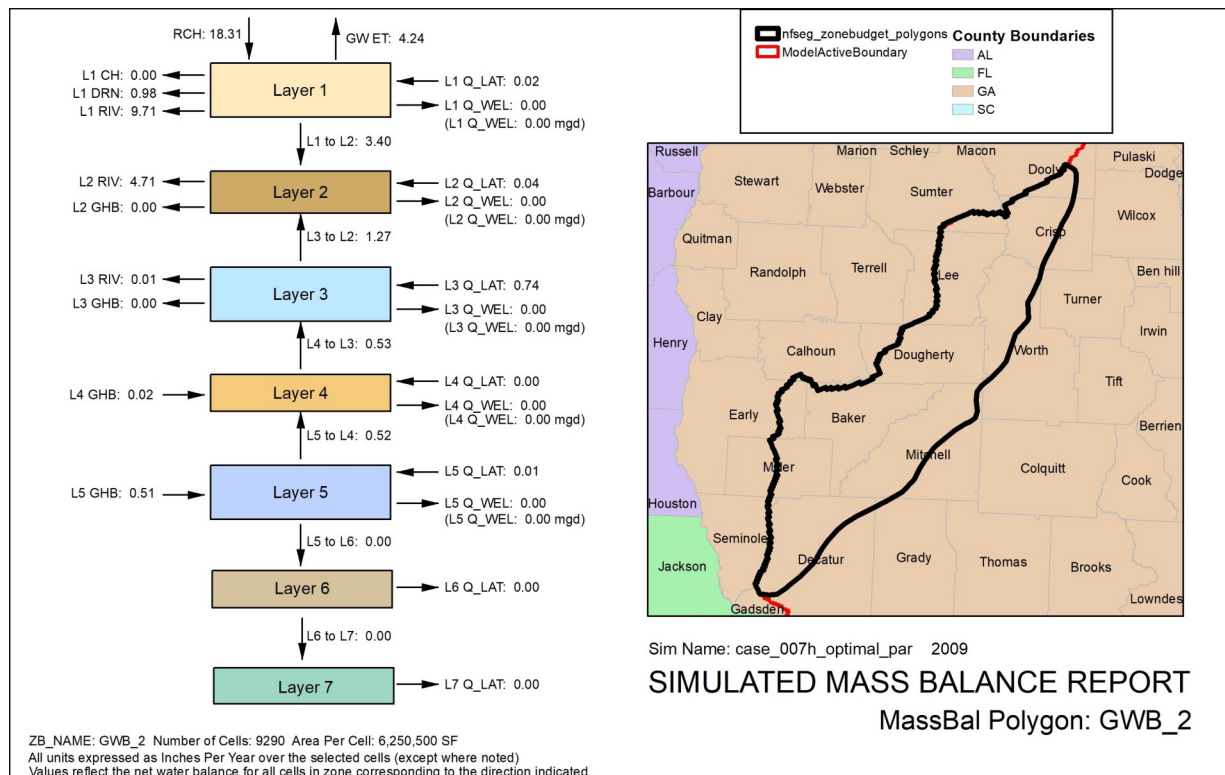 RCH: 18.31
GW ET: 4.24
L1 CH: 0.00
L1 DRN: 0.98
L1 RIV: 9.71
Layer 1
L1 Q_LAT: 0.02
L1 Q_WEL: 0.00
(L1 Q_WEL: 0.00 mgd)
L1 to L2: 3.40
L2 RIV: 4.71
L2 GHB: 0.00
Layer 2
L2 Q_LAT: 0.04
L2 Q_WEL: 0.00
(L2 Q_WEL: 0.00 mgd)
L3 to L2: 1.27
L3 RIV: 0.01
L3 GHB: 0.00
Layer 3
L3 Q_LAT: 0.74
L3 Q_WEL: 0.00
(L3 Q_WEL: 0.00 mgd)
L4 to L3: 0.53
L4 GHB: 0.02
Layer 4
L4 Q_LAT: 0.00
L4 Q_WEL: 0.00
(L4 Q_WEL: 0.00 mgd)
L5 to L4: 0.52
L5 GHB: 0.51
Layer 5
L5 Q_LAT: 0.01
L5 Q_WEL: 0.00
(L5 Q_WEL: 0.00 mgd)
L5 to L6: 0.00
Layer 6
L6 Q_LAT: 0.00
L6 to L7: 0.00
Layer 7
L7 Q_LAT: 0.00
ZB_NAME: GWB_2 Number of Cells: 9290 Area Per Cell: 6,250,500 SF
All units expressed as Inches Per Year over the selected cells (except where noted)
Values reflect the net water balance for all cells in zone corresponding to the direction indicated.
nfseg_zonebudget_polygons
ModelActiveBoundary
County Boundaries
AL
FL
GA
SC
Russell
Marion
Schley
Macon
Dooly
Pulaski
Dodge
Barbour
Stewart
Webster
Sumter
Wilcox
Quitman
Crisp
Randolph
Terrell
Lee
Ben hill
Clay
Turner
Irwin
Henry
Calhoun
Dougherty
Worth
Tift
Early
Baker
Berrien
Miller
Mitchell
Colquitt
Cook
Houston
Seminole
Decatur
Grady
Thomas
Brooks
Jackson
Lowndes
Gadsden
Sim Name: case_007h_optimal_par 2009
SIMULATED MASS BALANCE REPORT
MassBal Polygon: GWB_2